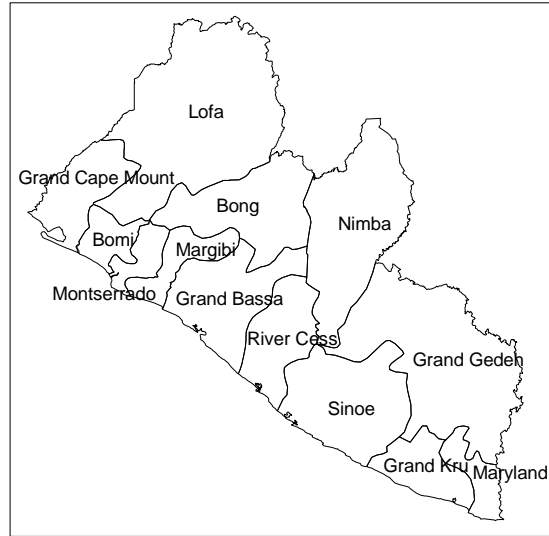 Lofa
Grand Cape Mount
Bong
Nimba
Bomi
Margibi
Montserrado
Grand Bassa
River Cess
Grand Gedeh
Sinoe
Grand Kru
Maryland